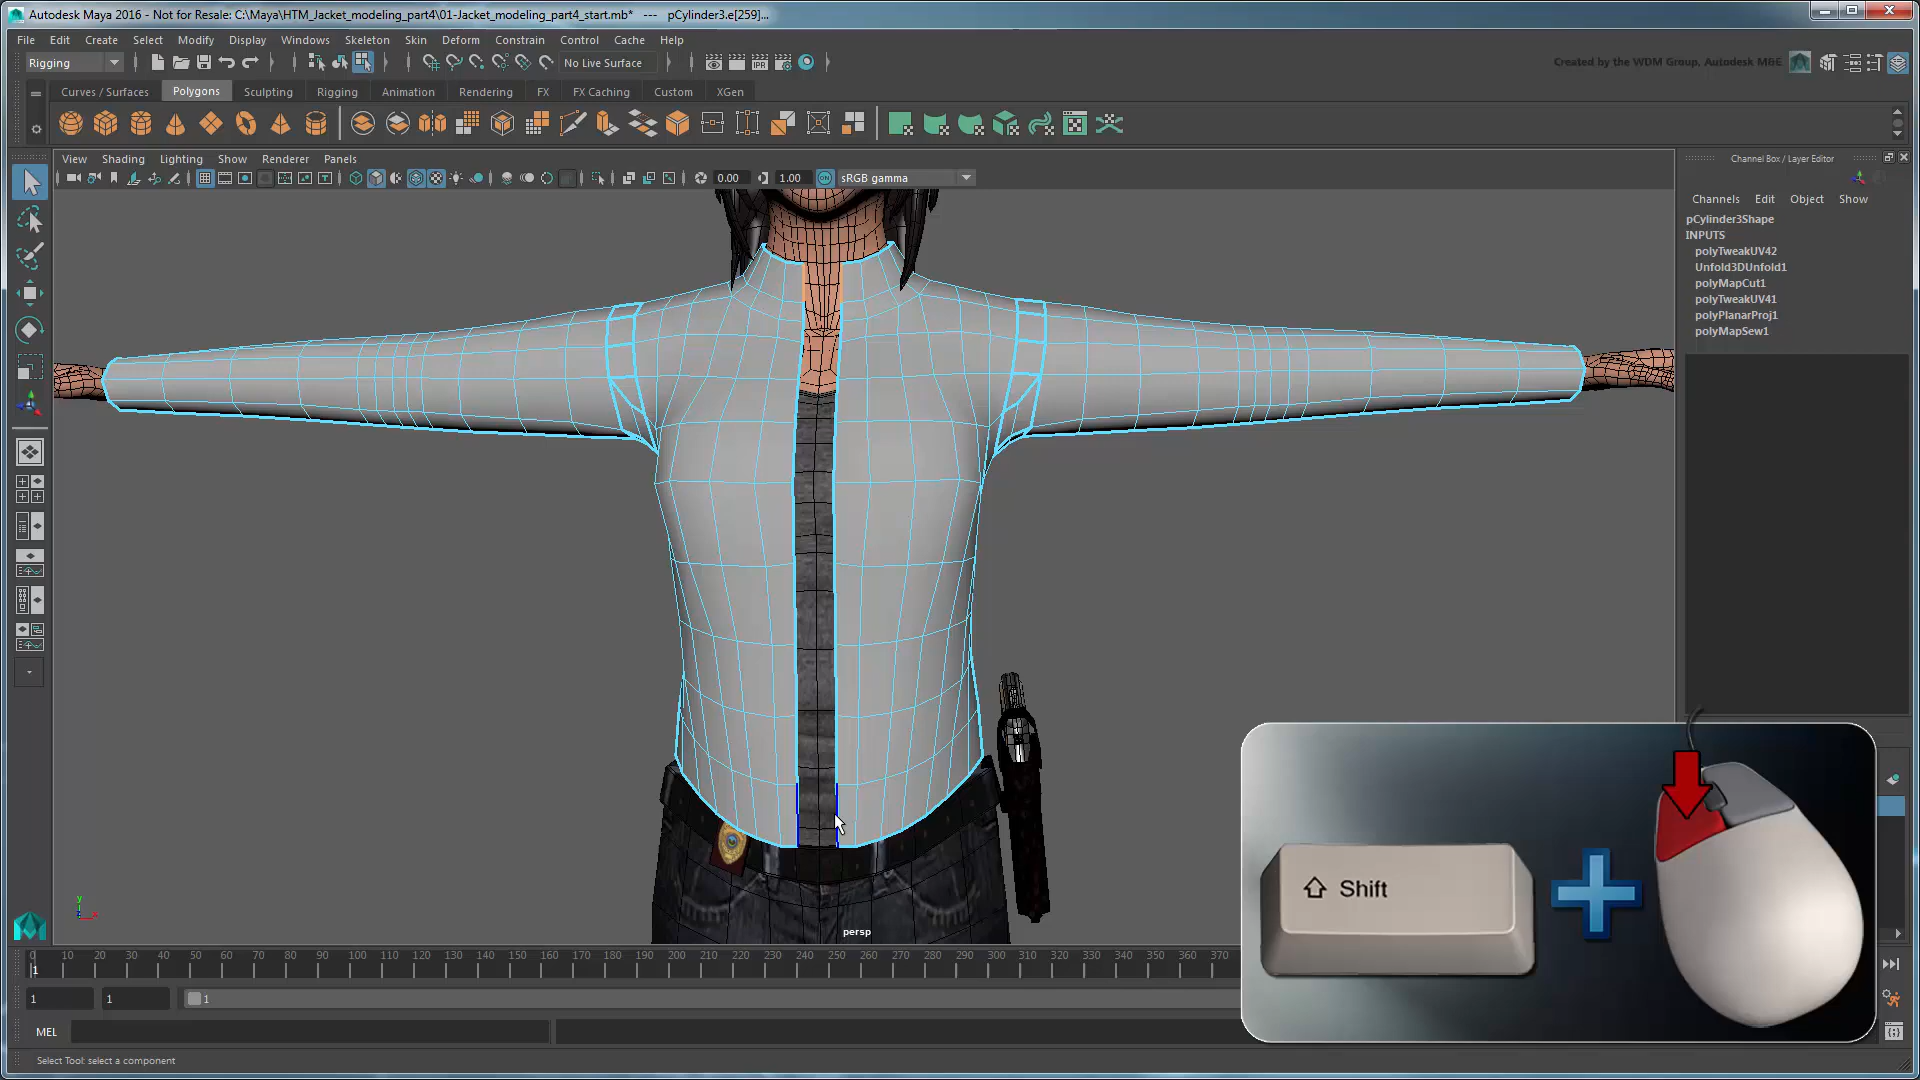 Autodesk Maya 2016 - Not for Resale: C:\Maya\HTM_Jacket_modeling_part4\01-Jacket_modeling_part4_start.mb* --- pCylinder3.e[259]...
File Edit Create Select Modify Display Windows Skeleton Skin Deform Constrain Control Cache Help
Rigging No Live Surface IPR Created by the WDM Group, Autodesk M&E
Curves / Surfaces Polygons Sculpting Rigging Animation Rendering FX FX Caching Custom XGen
View Shading Lighting Show Renderer Panels
0.00 1.00 ON sRGB gamma
Channel Box / Layer Editor
Channels Edit Object Show
pCylinder3Shape
INPUTS
polyTweakUV42
Unfold3DUnfold1
polyMapCut1
polyTweakUV41
polyPlanarProj1
polyMapSew1
Shift
y
z x
persp
0 10 20 30 40 50 60 70 80 90 100 110 120 130 140 150 160 170 180 190 200 210 220 230 240 250 260 270 280 290 300 310 320 330 340 350 360 370
1
1 1 1
MEL
Select Tool: select a component